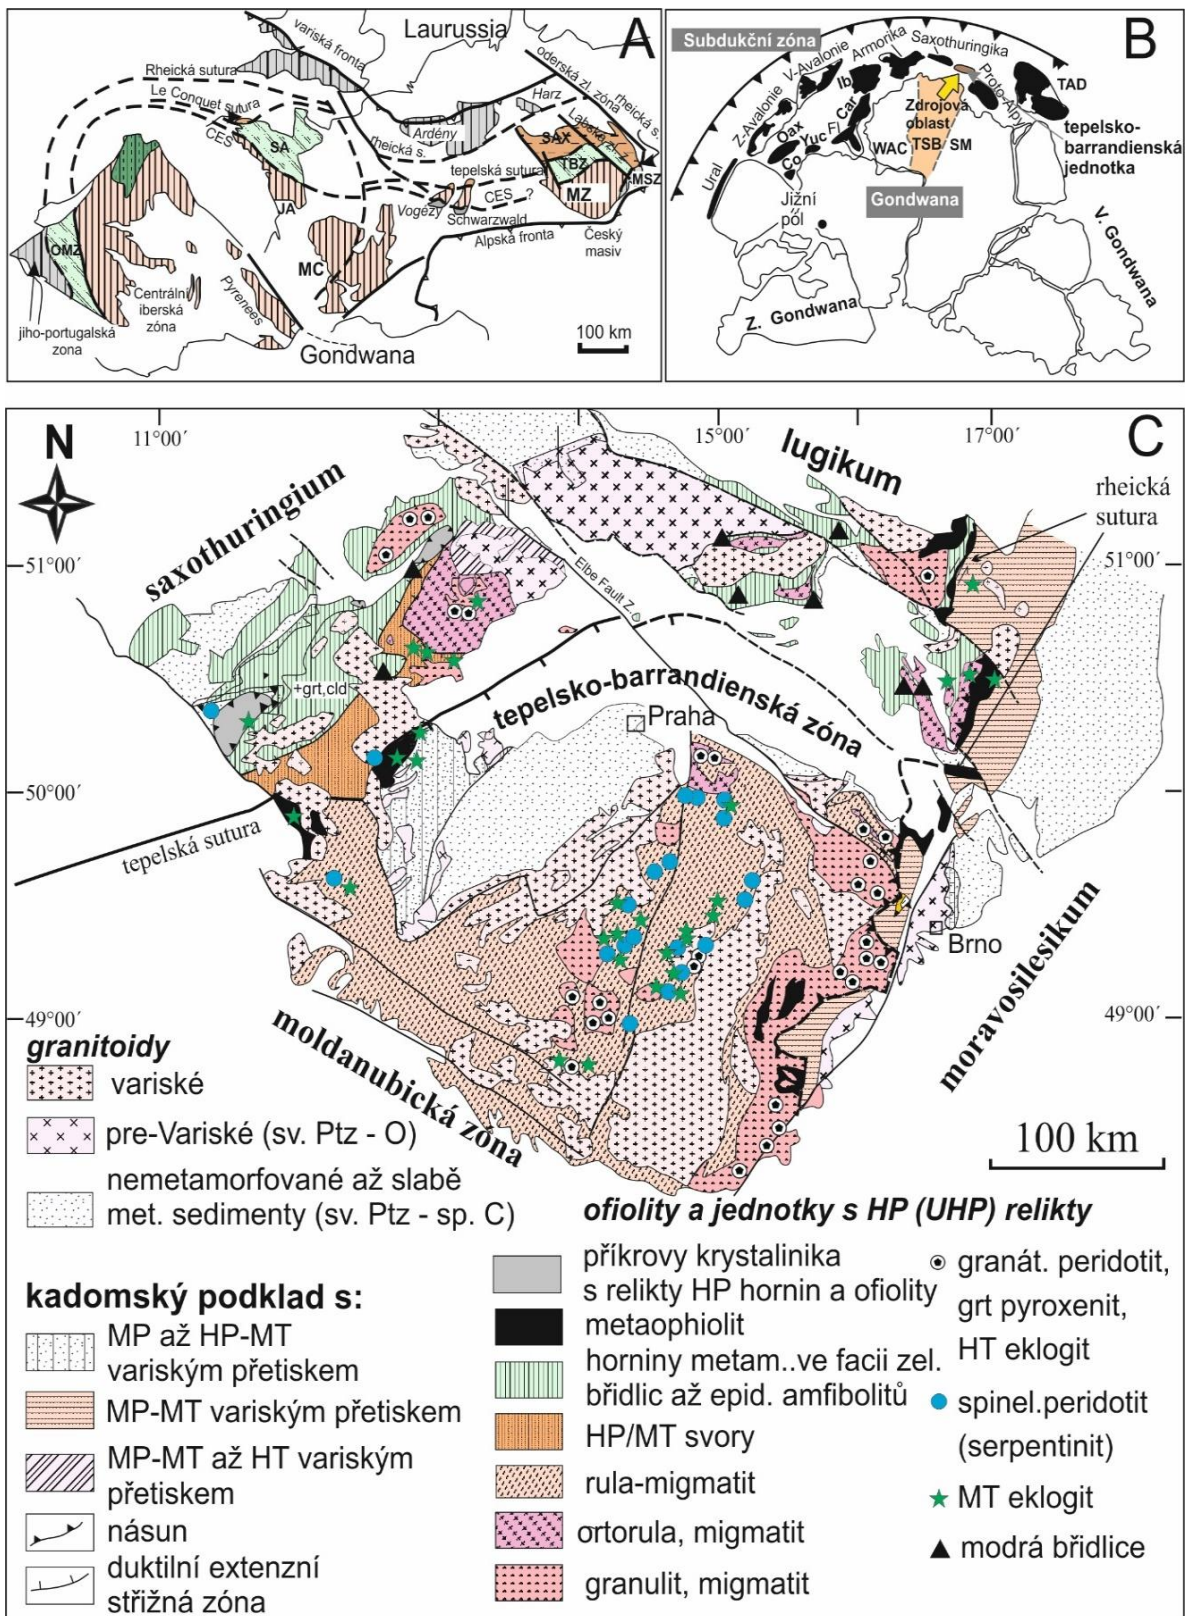 A
Laurussia
variská fronta
Rheická sutura
Le Conquet sutura
CES
SA
JA
Harz
Ardény
rheická s.
oderská zl. zóna
rheická s.
Labská zl. z.
SAX
TBZ
MZ
MSZ
tepelská sutura
CES ?
Vogézy
Schwarzwald
Alpská fronta
Český
masiv
OMZ
MC
Centrální
iberská
zóna
Pyrenees
jiho-portugalská
zona
Gondwana
100 km
B
Subdukční zóna
Z-Avalonie
V-Avalonie
Armorika
Saxothuringika
Proto-Alpy
TAD
Ib
Car
Oax
Yuc
Fl
Co
Ural
Zdrojová
oblast
WAC
TSB
SM
tepelsko-
barrandienská
jednotka
Gondwana
Jižní
pól
Z. Gondwana
V. Gondwana
C
N
11°00´
15°00´
17°00´
51°00´
51°00´
50°00´
49°00´
49°00´
saxothuringium
lugikum
rheická
sutura
Elbe Fault Z.
+grt,cld
tepelsko-barrandienská zóna
Praha
tepelská sutura
Brno
moravosilesikum
moldanubická zóna
100 km
granitoidy
variské
pre-Variské (sv. Ptz - O)
nemetamorfované až slabě
met. sedimenty (sv. Ptz - sp. C)
kadomský podklad s:
MP až HP-MT
variským přetiskem
MP-MT variským přetiskem
MP-MT až HT variským
přetiskem
násun
duktilní extenzní
střižná zóna
ofiolity a jednotky s HP (UHP) relikty
příkrovy krystalinika
s relikty HP hornin a ofiolity
metaophiolit
horniny metam..ve facii zel.
břidlic až epid. amfibolitů
HP/MT svory
rula-migmatit
ortorula, migmatit
granulit, migmatit
granát. peridotit,
grt pyroxenit,
HT eklogit
spinel.peridotit
(serpentinit)
MT eklogit
modrá břidlice